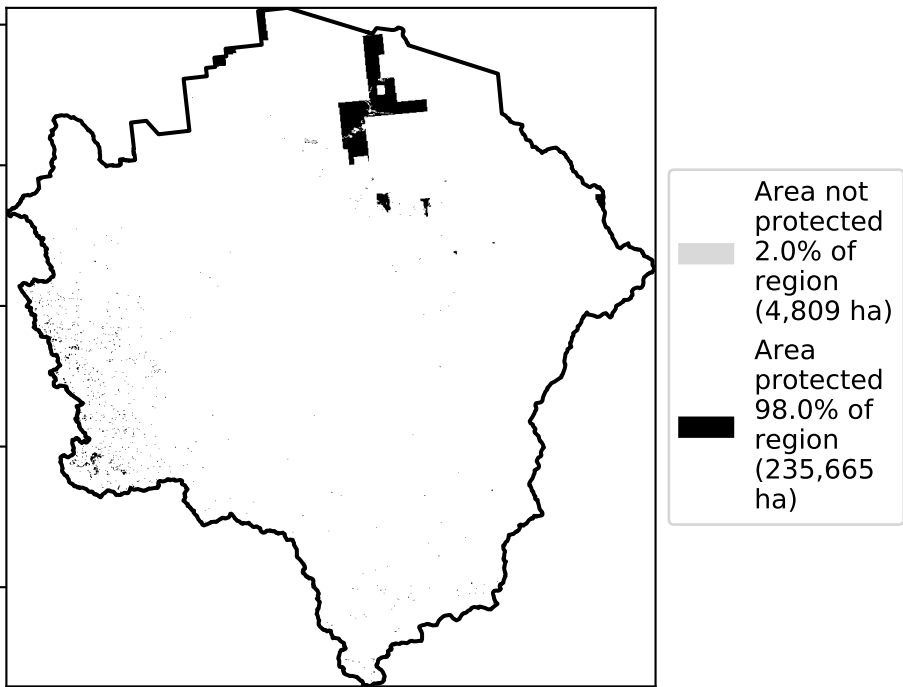 Area not
protected
2.0% of
region
(4,809 ha)
Area
protected
98.0% of
region
(235,665
ha)